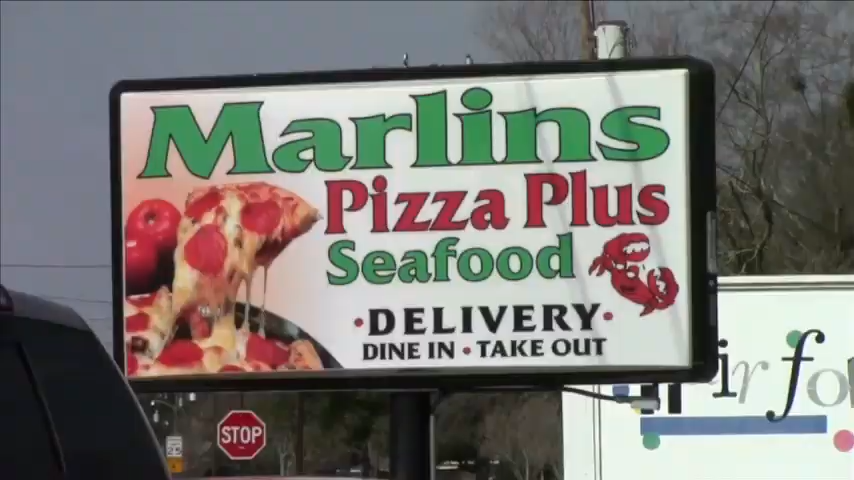 Marlins
Pizza Plus
Seafood
•DELIVERY•
DINE IN • TAKE OUT
STOP